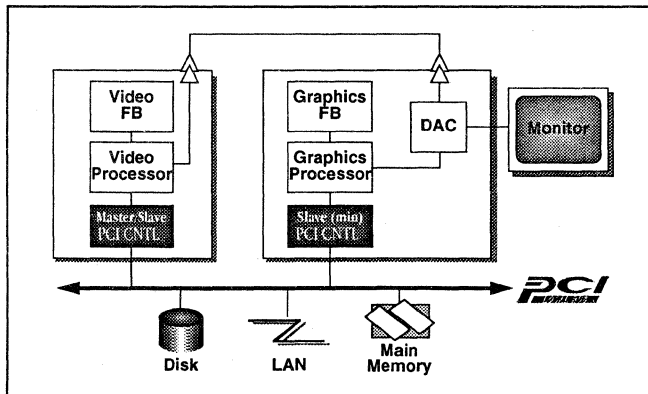 Video
FB
Video
Processor
Master/Slave
PCI CNTL
Graphics
FB
Graphics
Processor
Slave (min)
PCI CNTL
DAC
Monitor
PCI
Disk
LAN
Main
Memory